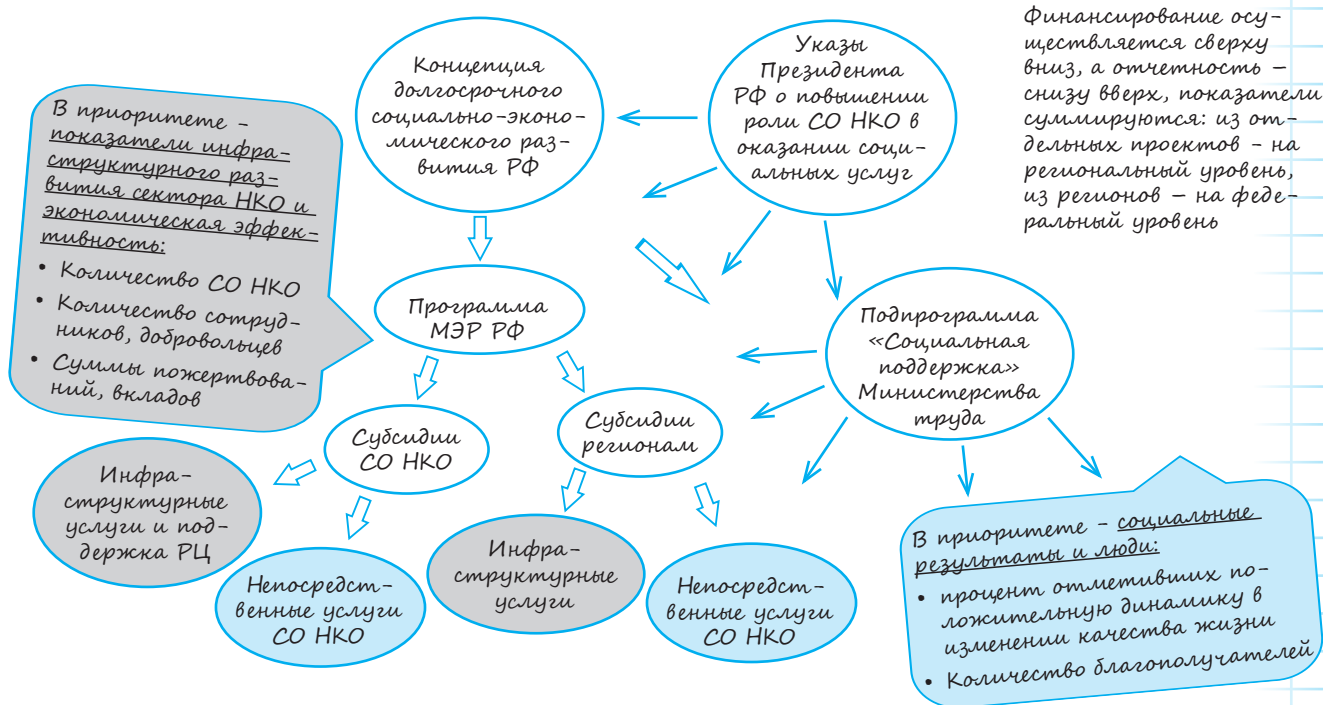 Концепция
долгосрочного
социально-эконо-
мического раз-
вития РФ
Указы
Президента
РФ о повышении
роли СО НКО в
оказании соци-
альных услуг
Финансирование осу-
ществляется сверху
вниз, а отчетность –
снизу вверх, показатели
суммируются: из от-
дельных проектов – на
региональный уровень,
из регионов – на феде-
ральный уровень
В приоритете –
показатели инфра-
структурного раз-
вития сектора НКО и
экономическая эффек-
тивность:
• Количество СО НКО
• Количество сотруд-
ников, добровольцев
• Суммы пожертвова-
ний, вкладов
Программа
МЭР РФ
Подпрограмма
«Социальная
поддержка»
Министерства
труда
Субсидии
СО НКО
Субсидии
регионам
Инфра-
структурные
услуги и под-
держка РЦ
Непосредст-
венные услуги
СО НКО
Инфра-
структурные
услуги
Непосредст-
венные услуги
СО НКО
В приоритете – социальные
результаты и люди:
• процент отметивших по-
ложительную динамику в
изменении качества жизни
• Количество благополучателей